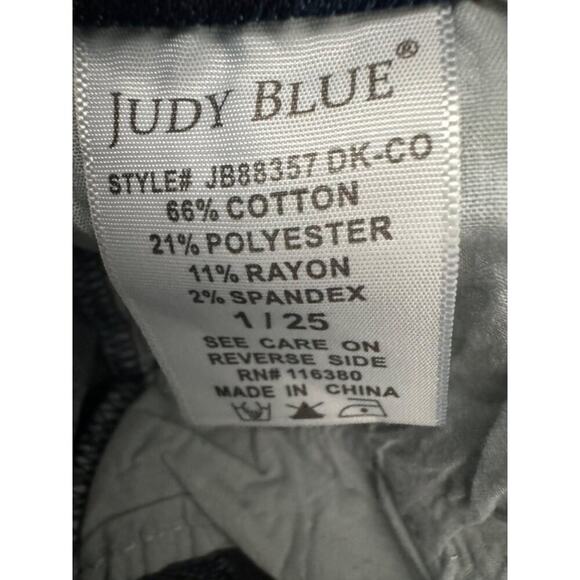 JUDY BLUE®
STYLE# JB88357 DK-CO
66% COTTON
21% POLYESTER
11% RAYON
2% SPANDEX
1 / 25
SEE CARE ON
REVERSE SIDE
RN# 116380
MADE IN CHINA